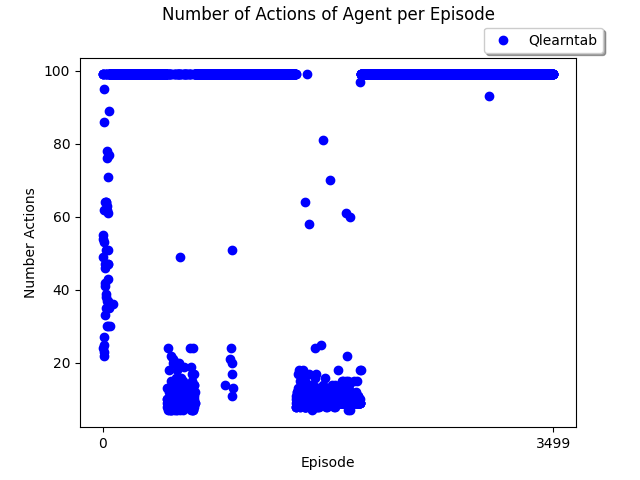 Number of Actions of Agent per Episode
Qlearntab
100
80
60
40
20
Number Actions
0
3499
Episode